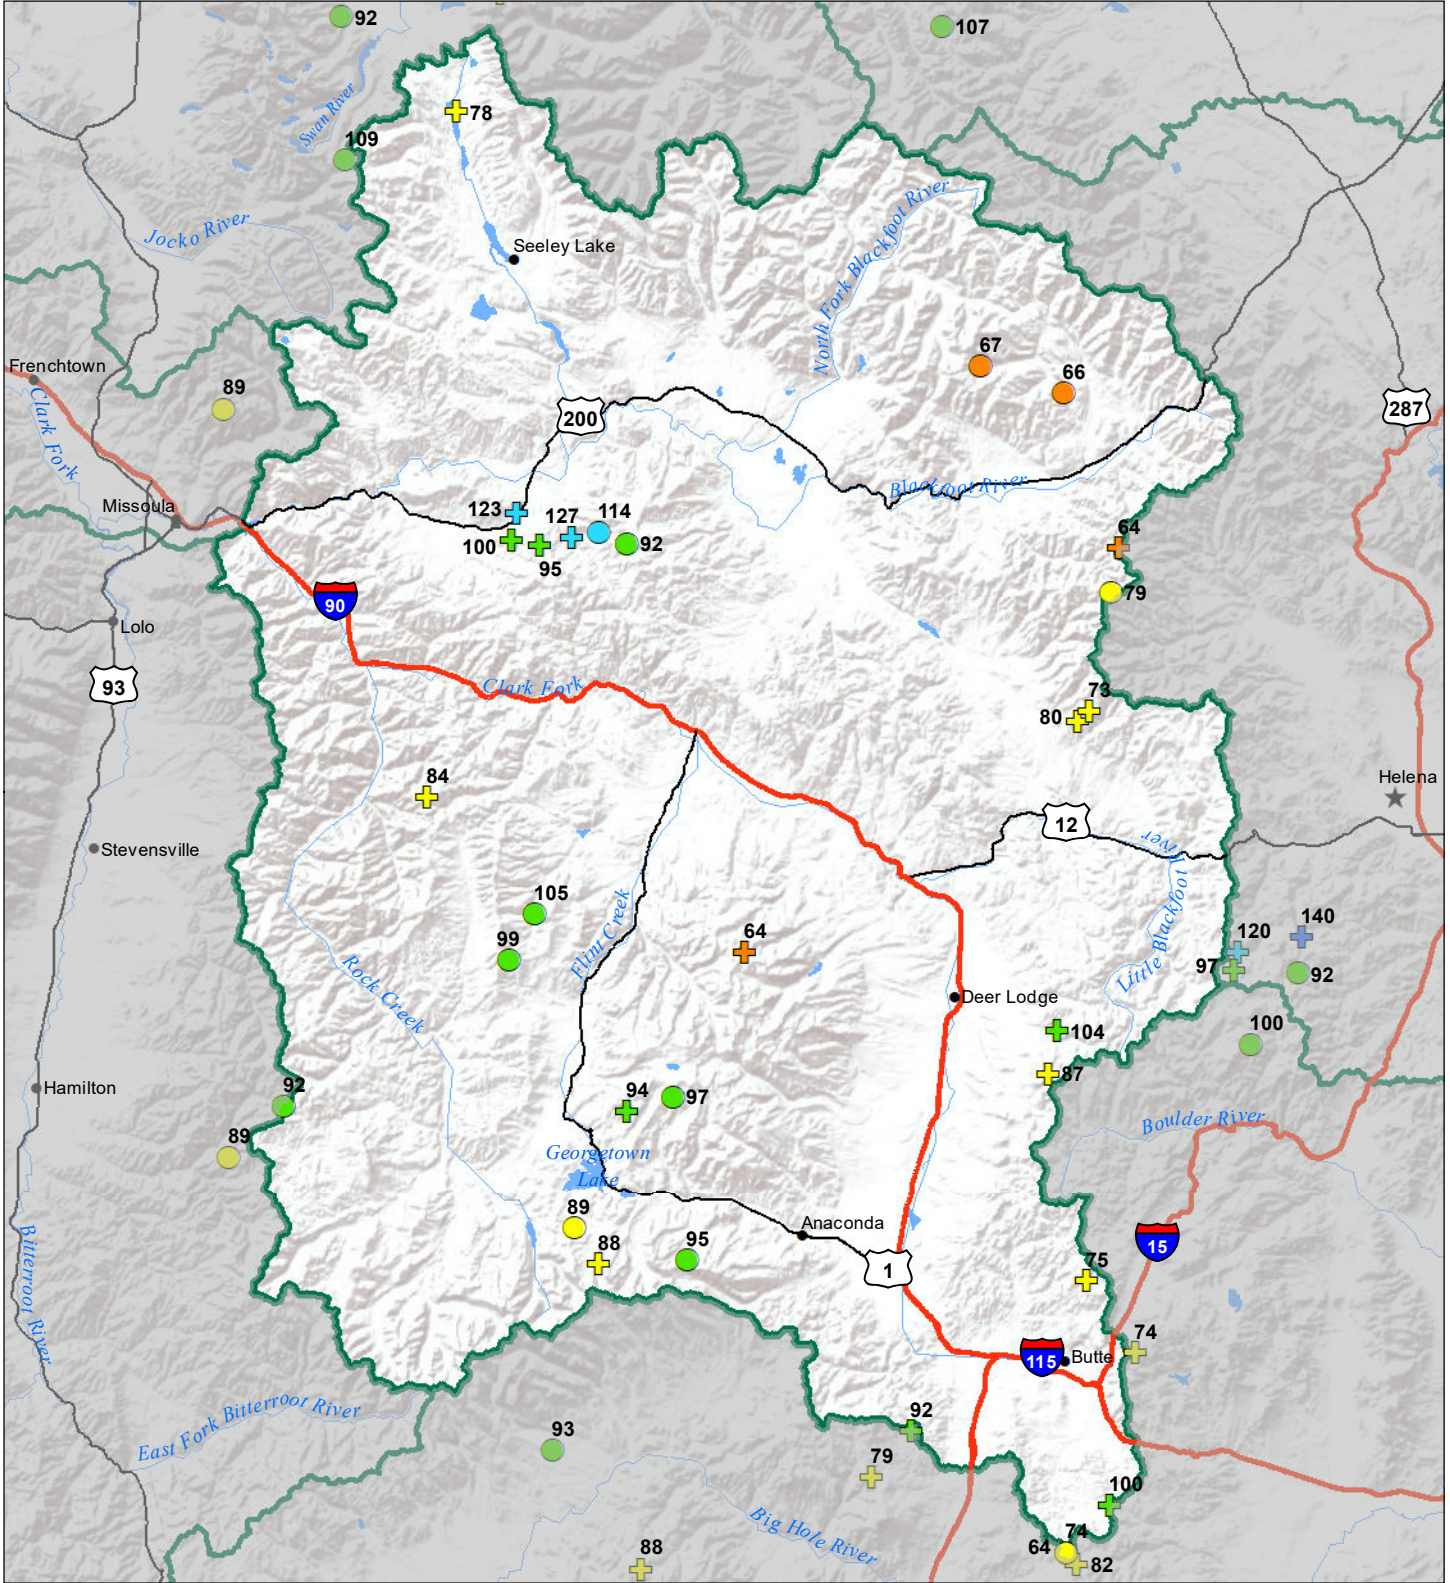 92
107
78
Swan River
109
North Fork Blackfoot River
Jocko River
Seeley Lake
67
66
Frenchtown
89
Clark Fork
200
287
Blackfoot River
Missoula
123
127
114
100
95
92
64
79
90
Lolo
93
Clark Fork
73
80
84
Helena
12
Stevensville
Little Blackfoot River
105
99
Flint Creek
64
120
140
97
92
Rock Creek
Deer Lodge
104
100
87
Hamilton
92
94
97
Boulder River
89
Georgetown
Lake
89
88
95
Anaconda
1
15
75
Bitterroot River
74
115
Butte
East Fork Bitterroot River
92
93
79
100
Big Hole River
74
64
82
88